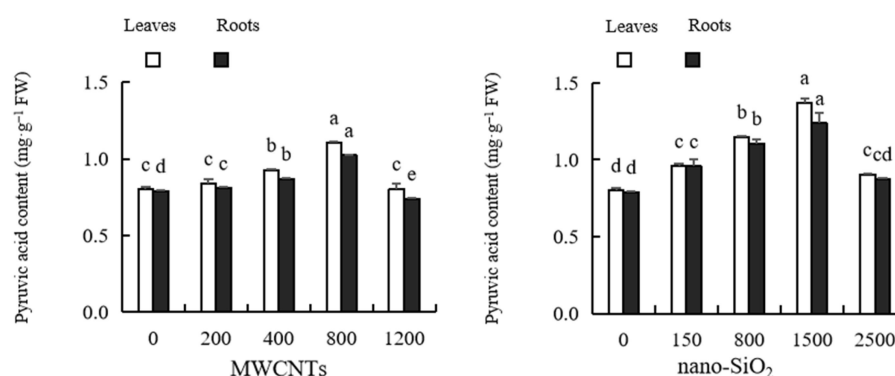 Leaves Roots
Pyruvic acid content (mg·g⁻¹ FW)
1.5
1.0
0.5
0.0
c d
c c
b b
a a
c e
0 200 400 800 1200
MWCNTs
Leaves Roots
Pyruvic acid content (mg·g⁻¹ FW)
1.5
1.0
0.5
0.0
d d
c c
b b
a a
c cd
0 150 800 1500 2500
nano-SiO₂